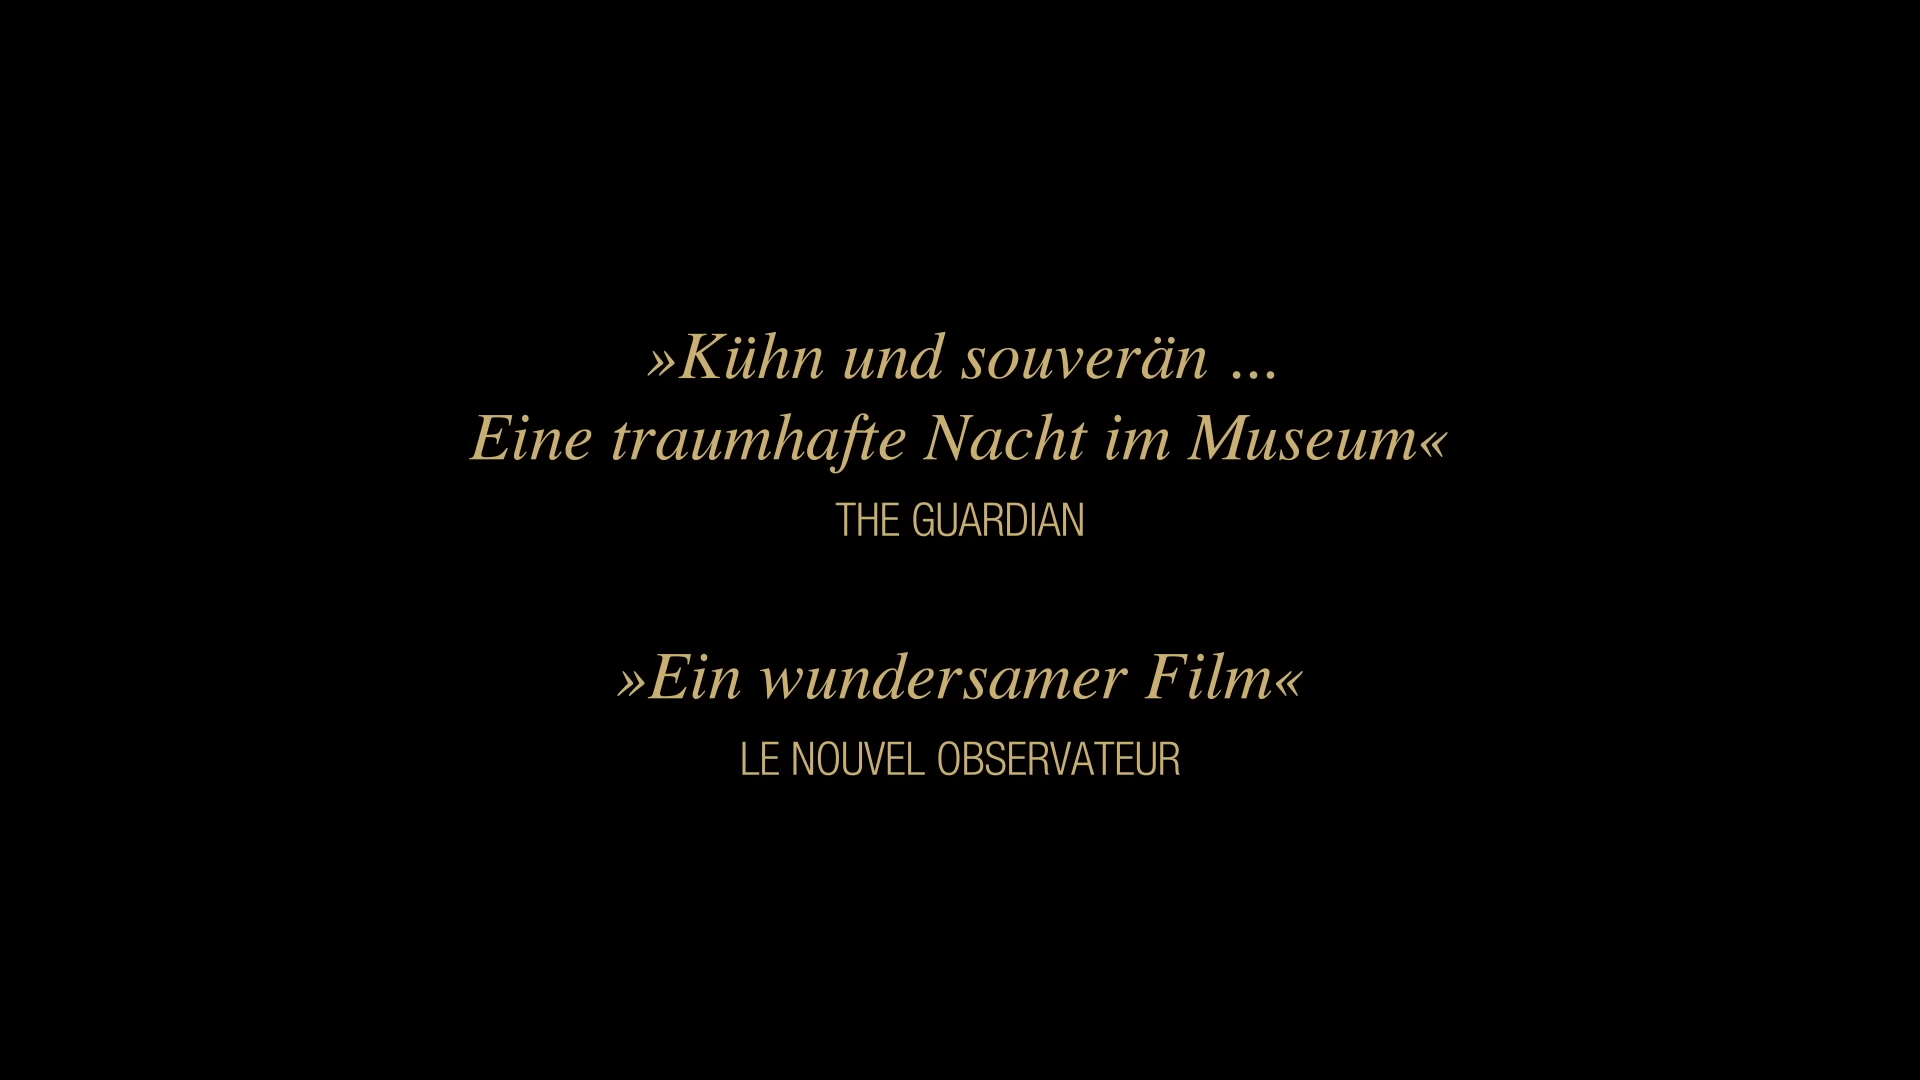 »Kühn und souverän ...
Eine traumhafte Nacht im Museum«
THE GUARDIAN
»Ein wundersamer Film«
LE NOUVEL OBSERVATEUR